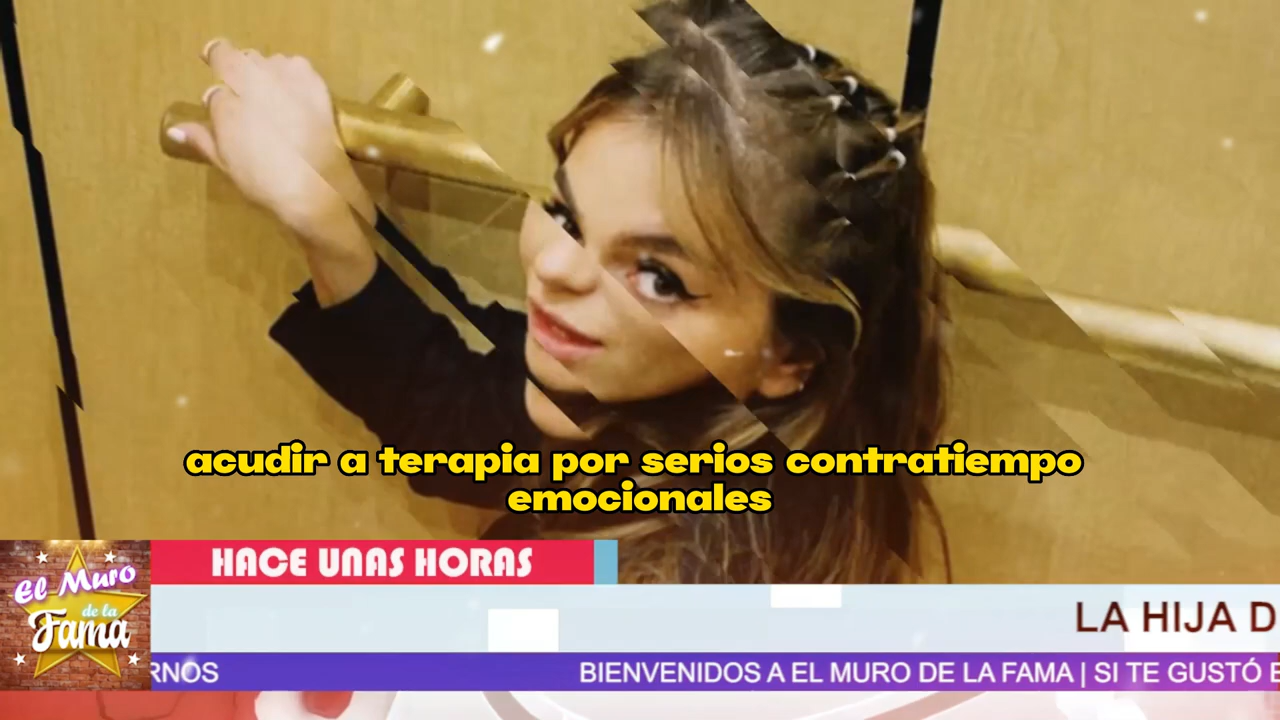 acudir a terapia por serios contratiempo
emocionales
HACE UNAS HORAS
El Muro
de la
Fama
LA HIJA D
RNOS
BIENVENIDOS A EL MURO DE LA FAMA | SI TE GUSTÓ E